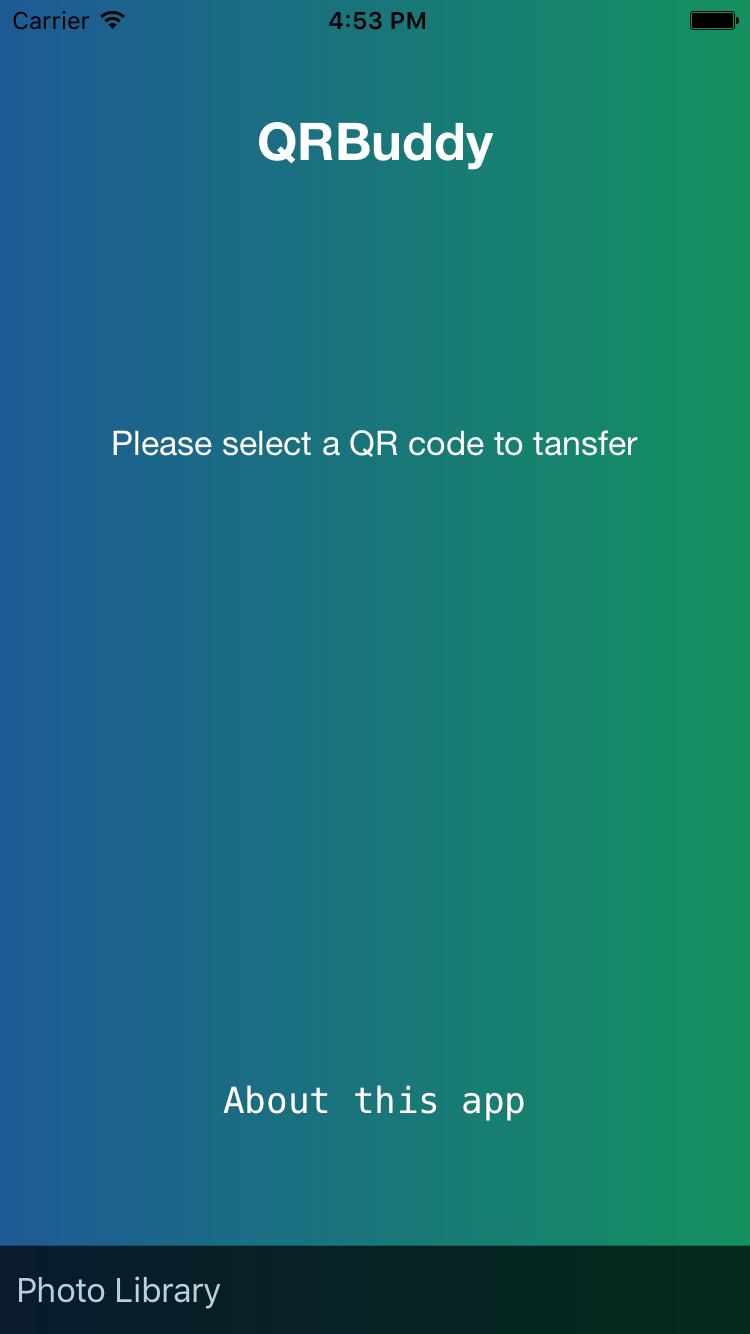 Carrier 4:53 PM
QRBuddy
Please select a QR code to tansfer
About this app
Photo Library